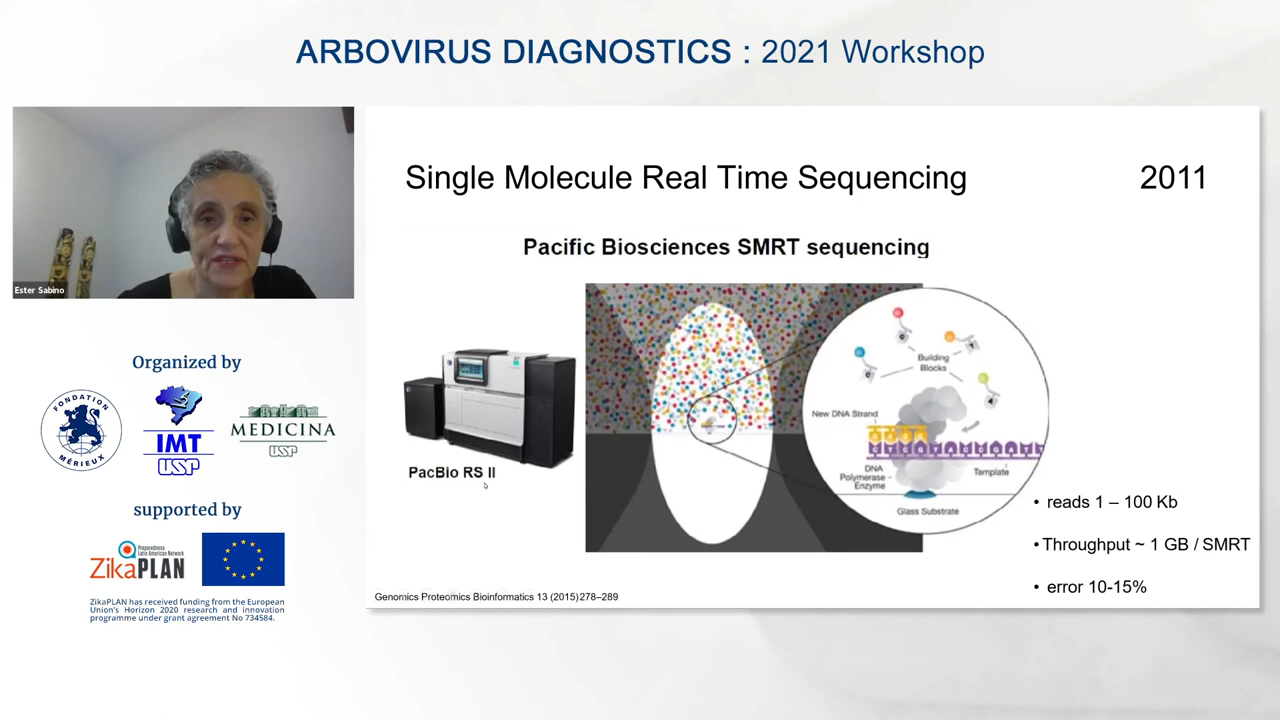 ARBOVIRUS DIAGNOSTICS : 2021 Workshop
Ester Sabino
Organized by
FONDATION
MÉRIEUX
IMT
USP
MEDICINA
USP
supported by
Preparedness
Latin American Network
ZikaPLAN
ZikaPLAN has received funding from the European
Union's Horizon 2020 research and innovation
programme under grant agreement No 734584.
Single Molecule Real Time Sequencing 2011
Pacific Biosciences SMRT sequencing
PacBio RS II
Building
Blocks
New DNA Strand
DNA
Polymerase
Enzyme
Template
Glass Substrate
• reads 1 – 100 Kb
• Throughput ~ 1 GB / SMRT
• error 10-15%
Genomics Proteomics Bioinformatics 13 (2015) 278–289